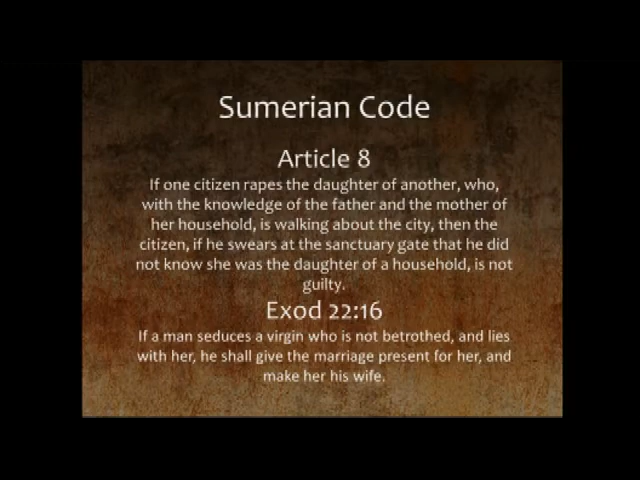 Sumerian Code
Article 8
If one citizen rapes the daughter of another, who,
with the knowledge of the father and the mother of
her household, is walking about the city, then the
citizen, if he swears at the sanctuary gate that he did
not know she was the daughter of a household, is not
guilty.
Exod 22:16
If a man seduces a virgin who is not betrothed, and lies
with her, he shall give the marriage present for her, and
make her his wife.